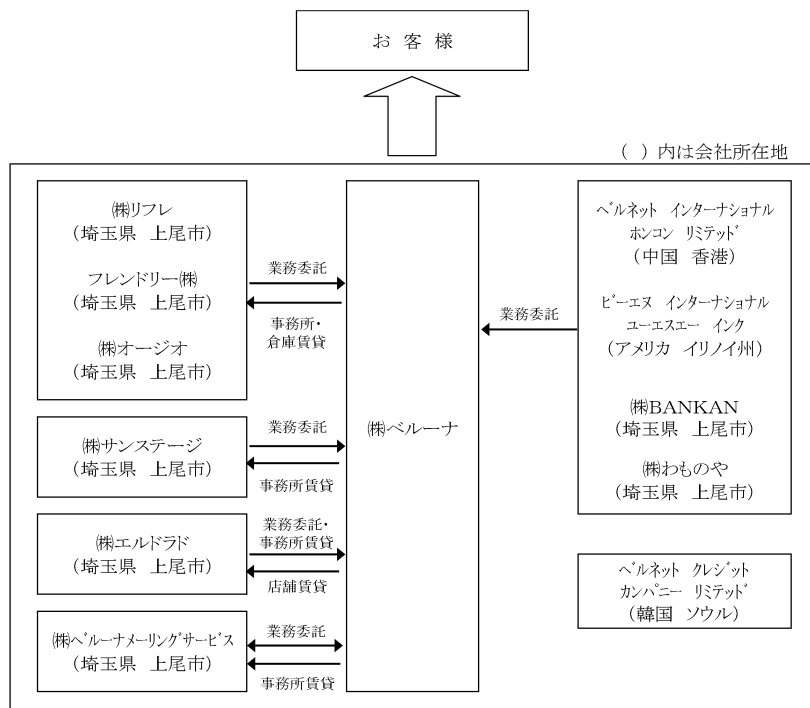 お 客 様
( )内は会社所在地
㈱リフレ
(埼玉県 上尾市)
フレンドリー㈱
(埼玉県 上尾市)
㈱オージオ
(埼玉県 上尾市)
業務委託
事務所・
倉庫賃貸
㈱サンステージ
(埼玉県 上尾市)
業務委託
事務所賃貸
㈱エルドラド
(埼玉県 上尾市)
業務委託・
事務所賃貸
店舗賃貸
㈱ベルーナメーリングサービス
(埼玉県 上尾市)
業務委託
事務所賃貸
㈱ベルーナ
業務委託
ベルネット インターナショナル
ホンコン リミテッド
(中国 香港)
ビーエヌ インターナショナル
ユーエスエー インク
(アメリカ イリノイ州)
㈱BANKAN
(埼玉県 上尾市)
㈱わものや
(埼玉県 上尾市)
ベルネット クレジット
カンパニー リミテッド
(韓国 ソウル)